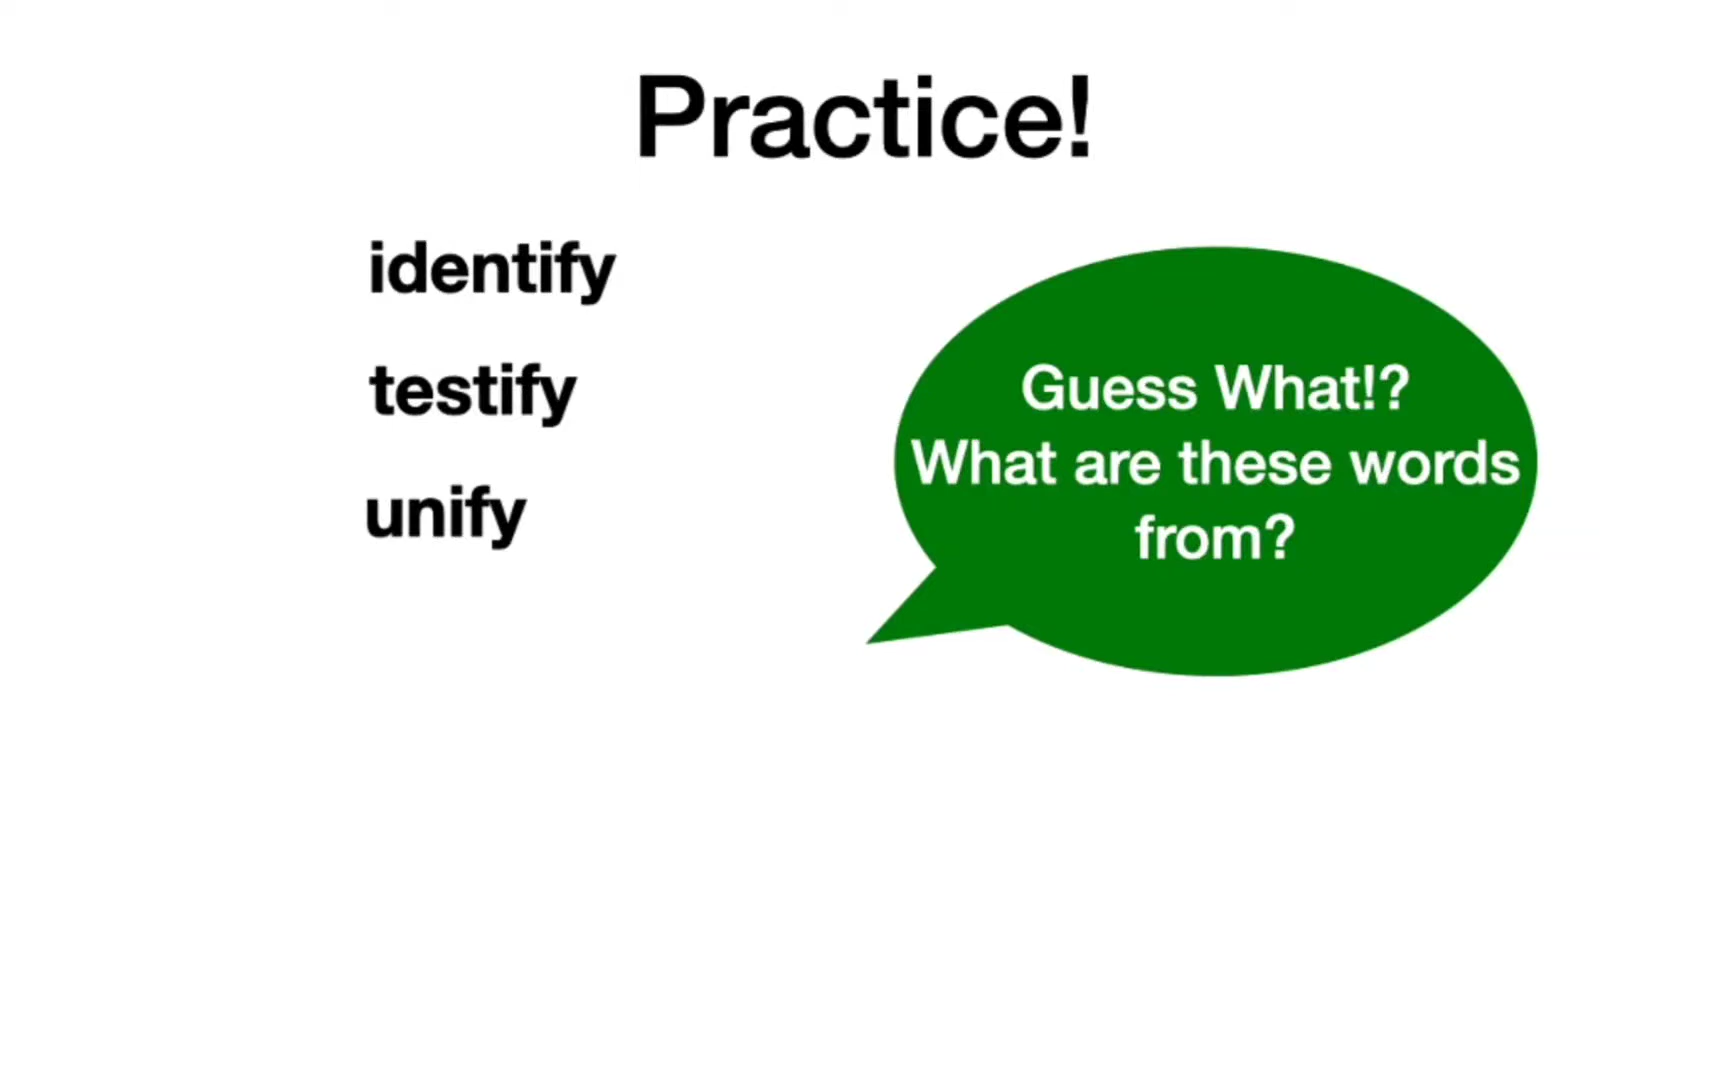 Practice!
identify
testify
unify
Guess What!?
What are these words
from?